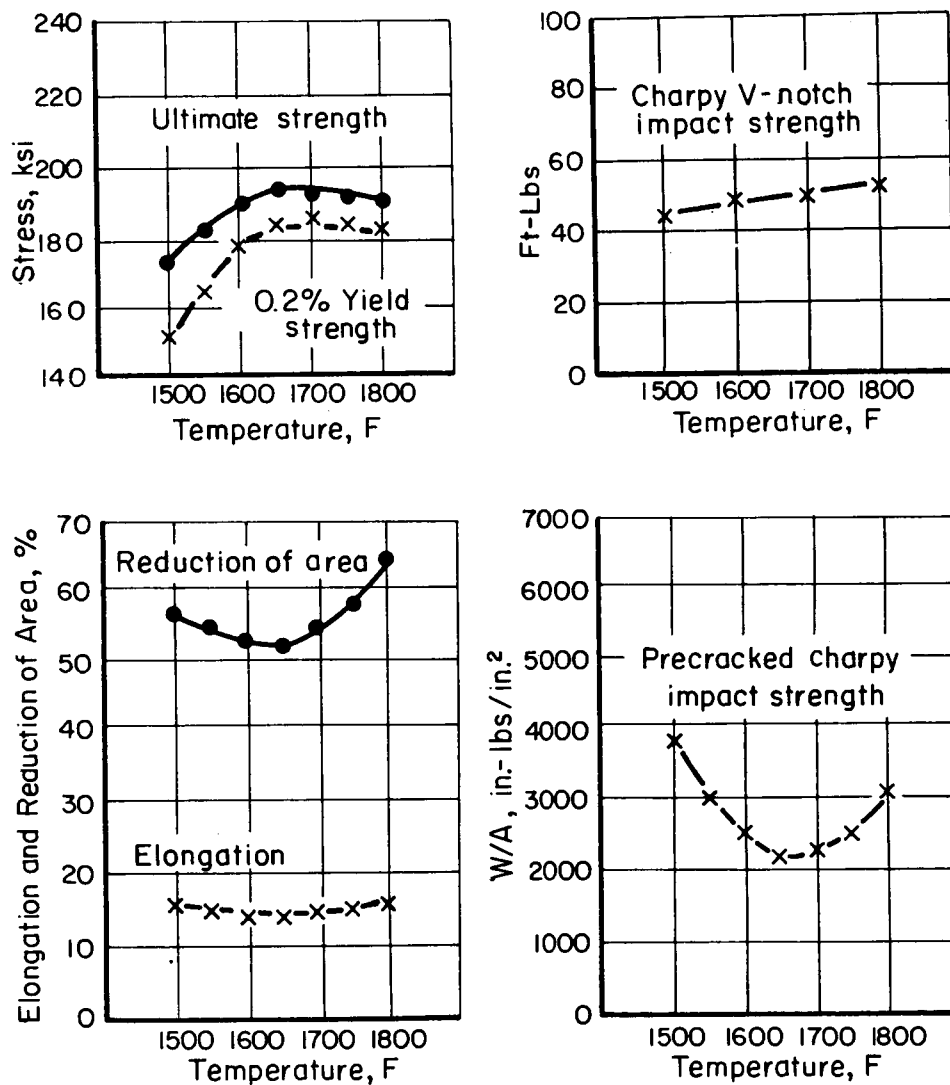 240
220
200
180
160
140
Stress, ksi
Ultimate strength
0.2% Yield
strength
1500 1600 1700 1800
Temperature, F
100
80
60
40
20
0
Ft-Lbs
Charpy V-notch
impact strength
1500 1600 1700 1800
Temperature, F
70
60
50
40
30
20
10
0
Elongation and Reduction of Area, %
Reduction of area
Elongation
1500 1600 1700 1800
Temperature, F
7000
6000
5000
4000
3000
2000
1000
0
W/A, in.-lbs/in.²
Precracked Charpy
impact strength
1500 1600 1700 1800
Temperature, F